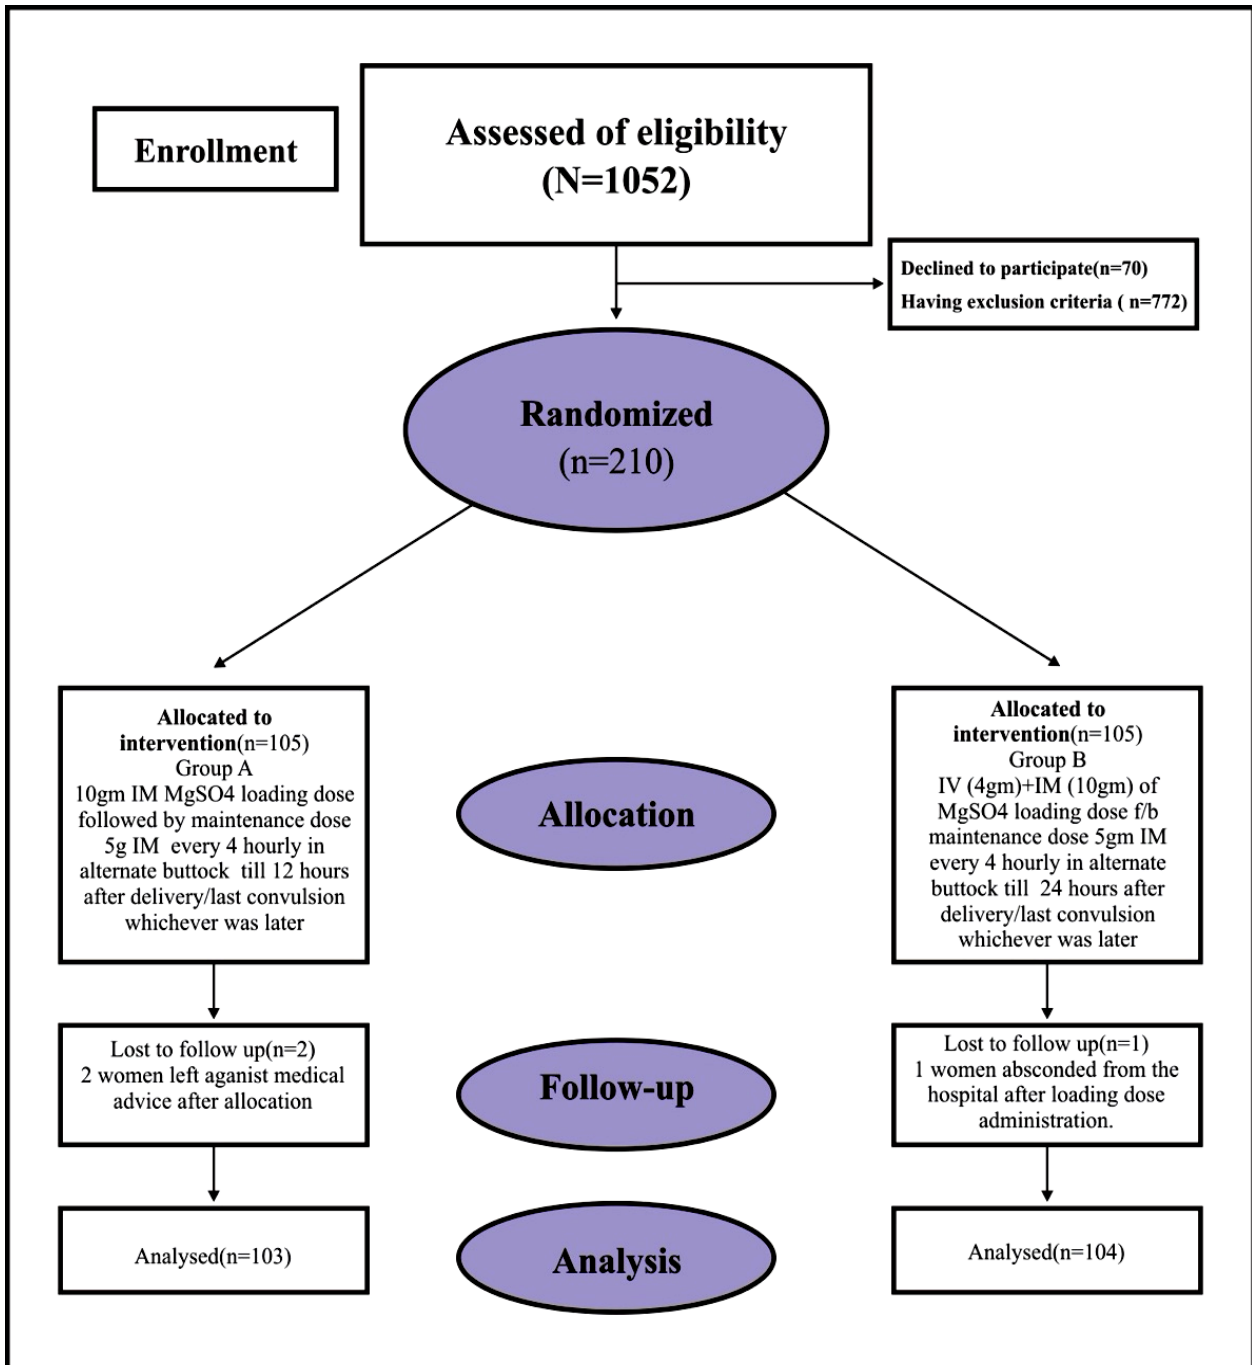 Enrollment
Assessed of eligibility
(N=1052)
Declined to participate(n=70)
Having exclusion criteria ( n=772)
Randomized
(n=210)
Allocated to
intervention(n=105)
Group A
10gm IM MgSO4 loading dose
followed by maintenance dose
5g IM every 4 hourly in
alternate buttock till 12 hours
after delivery/last convulsion
whichever was later
Allocation
Allocated to
intervention(n=105)
Group B
IV (4gm)+IM (10gm) of
MgSO4 loading dose f/b
maintenance dose 5gm IM
every 4 hourly in alternate
buttock till 24 hours after
delivery/last convulsion
whichever was later
Lost to follow up(n=2)
2 women left aganist medical
advice after allocation
Follow-up
Lost to follow up(n=1)
1 women absconded from the
hospital after loading dose
administration.
Analysed(n=103)
Analysis
Analysed(n=104)